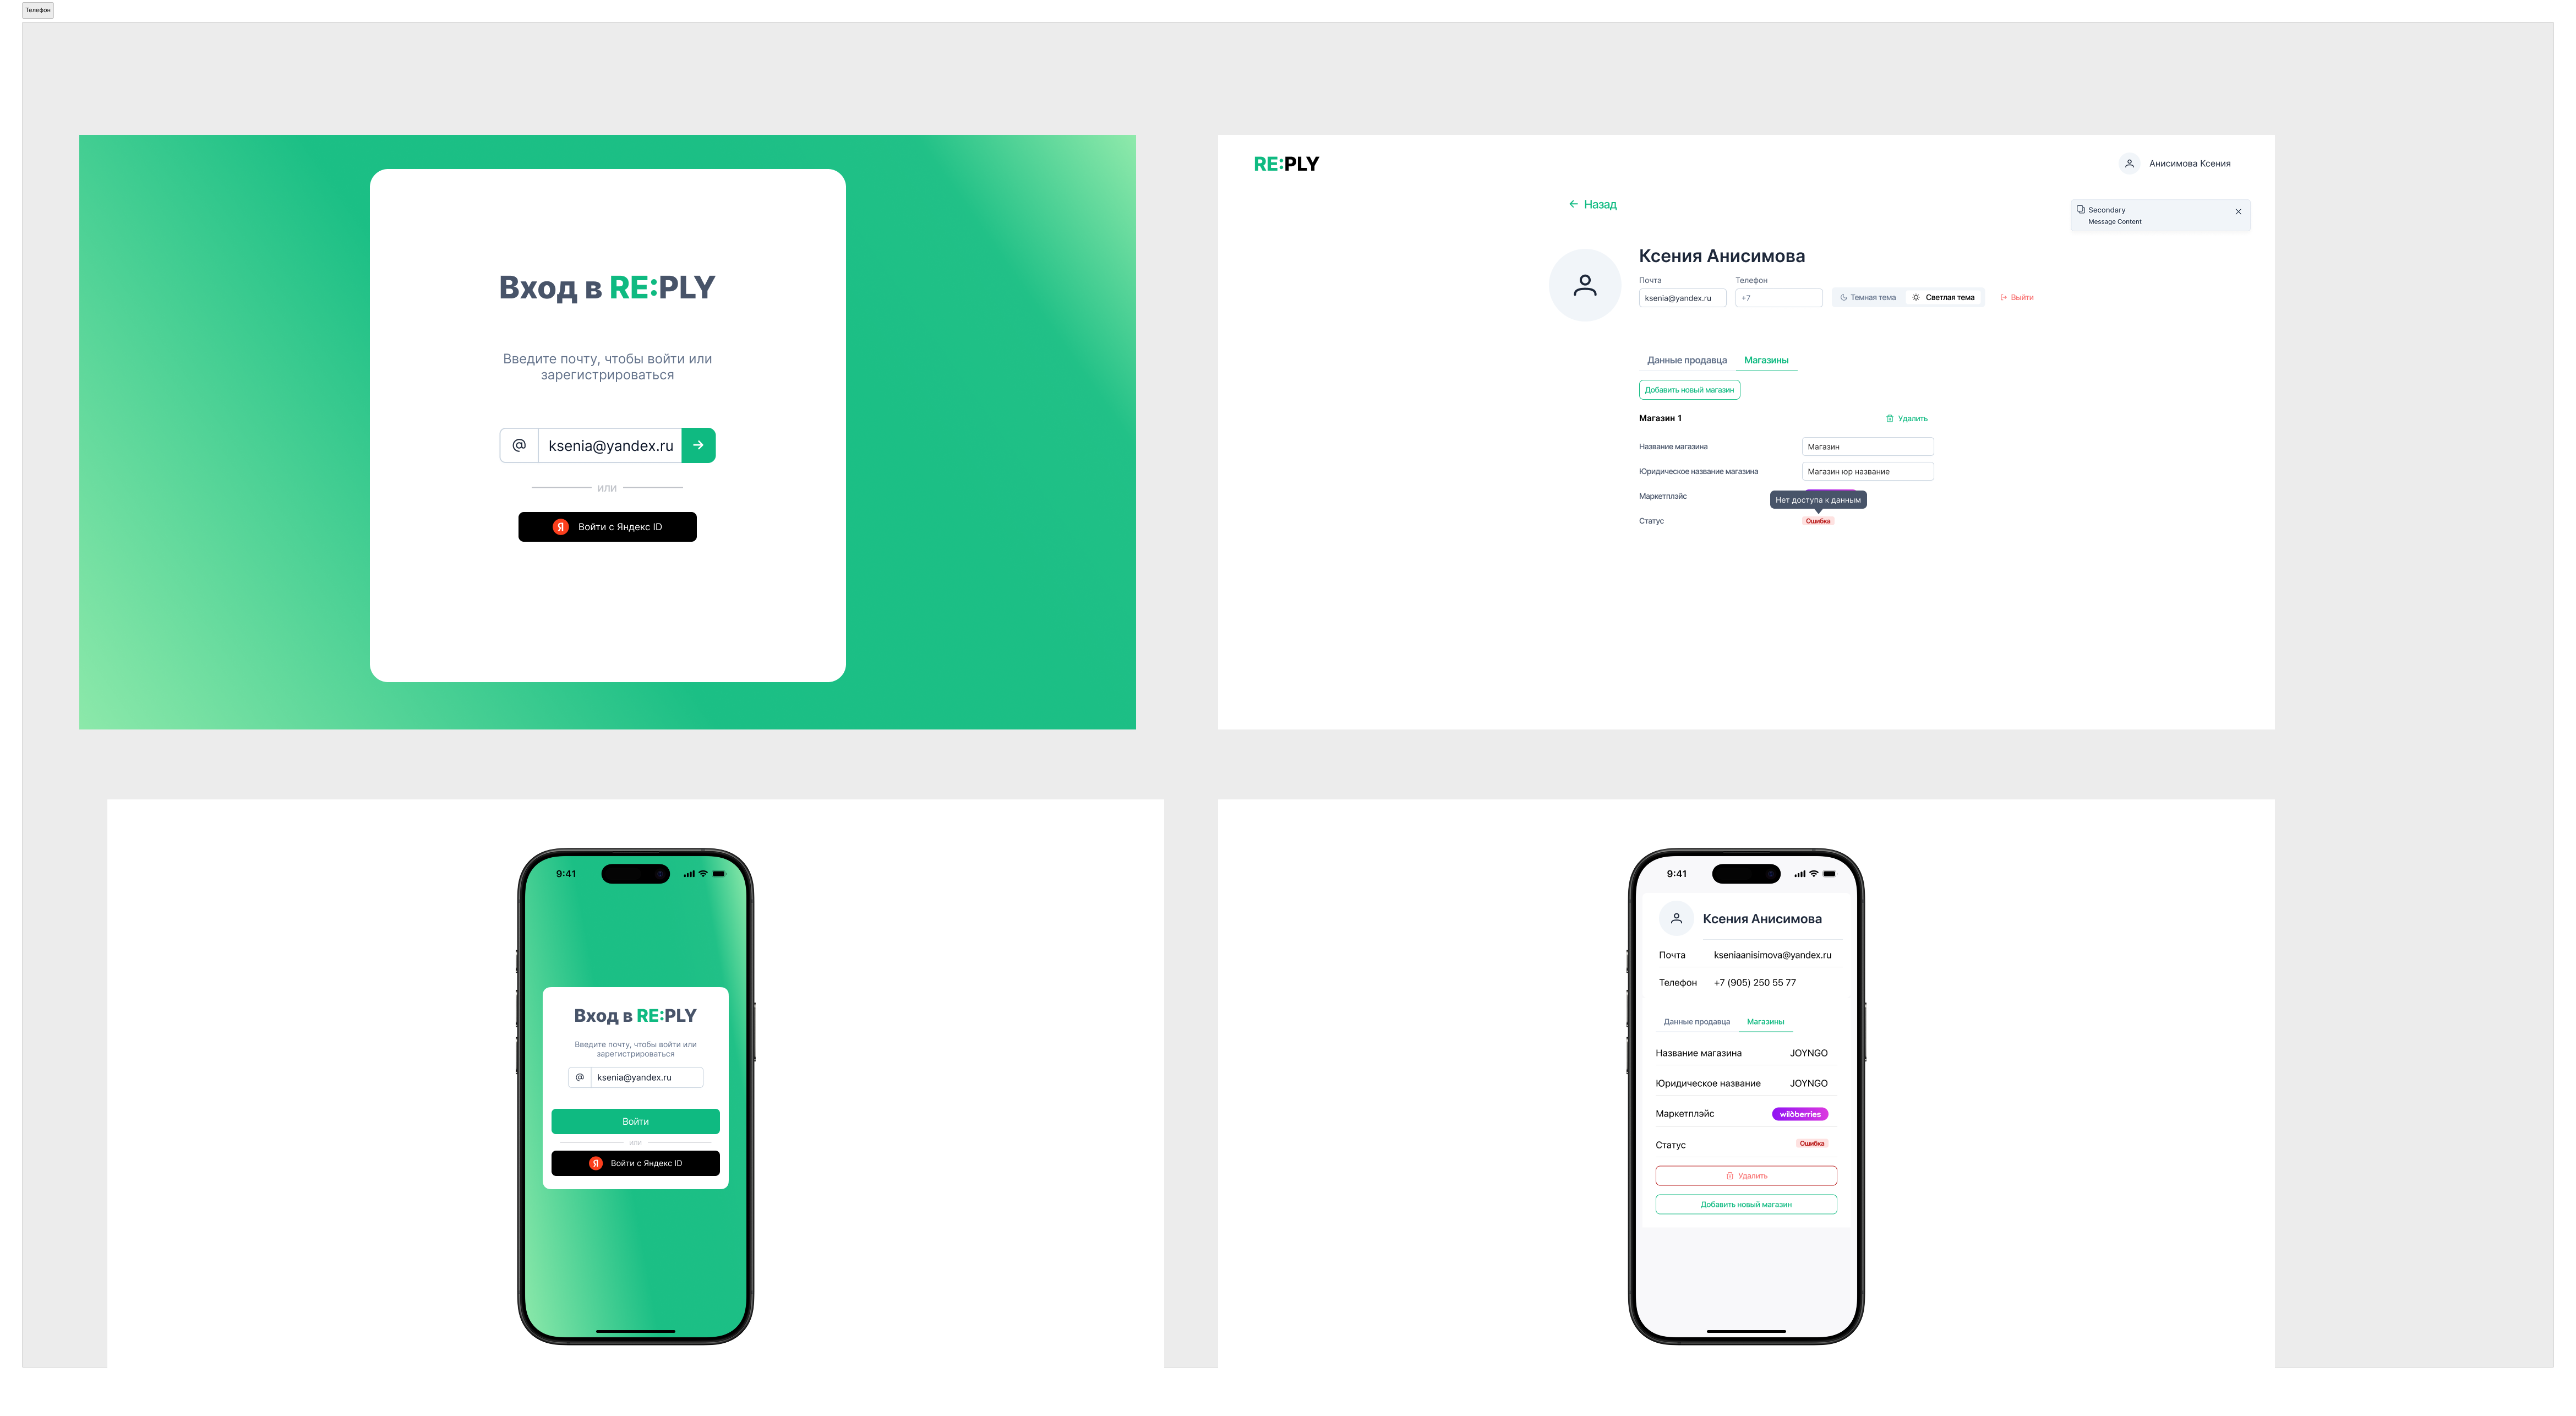 Телефон
Вход в RE:PLY
Введите почту, чтобы войти или
зарегистрироваться
@ ksenia@yandex.ru
или
Я Войти с Яндекс ID
RE:PLY
Анисимова Ксения
Назад
Secondary
Message Content
Ксения Анисимова
Почта Телефон
ksenia@yandex.ru +7 Темная тема Светлая тема Выйти
Данные продавца Магазины
Добавить новый магазин
Магазин 1 Удалить
Название магазина Магазин
Юридическое название магазина Магазин юр название
Маркетплэйс
Нет доступа к данным
Статус Ошибка
9:41
Вход в RE:PLY
Введите почту, чтобы войти или
зарегистрироваться
@ ksenia@yandex.ru
Войти
или
Я Войти с Яндекс ID
9:41
Ксения Анисимова
Почта kseniaanisimova@yandex.ru
Телефон +7 (905) 250 55 77
Данные продавца Магазины
Название магазина JOYNGO
Юридическое название JOYNGO
Маркетплэйс wildberries
Статус Ошибка
Удалить
Добавить новый магазин